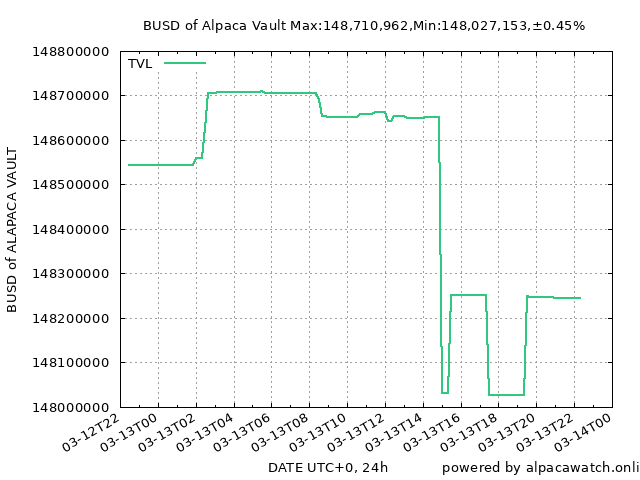 BUSD of Alpaca Vault Max:148,710,962,Min:148,027,153,±0.45%
TVL
148800000
148700000
148600000
148500000
148400000
148300000
148200000
148100000
148000000
BUSD of ALAPACA VAULT
03-12T22
03-13T00
03-13T02
03-13T04
03-13T06
03-13T08
03-13T10
03-13T12
03-13T14
03-13T16
03-13T18
03-13T20
03-13T22
03-14T00
DATE UTC+0, 24h
powered by alpacawatch.onli